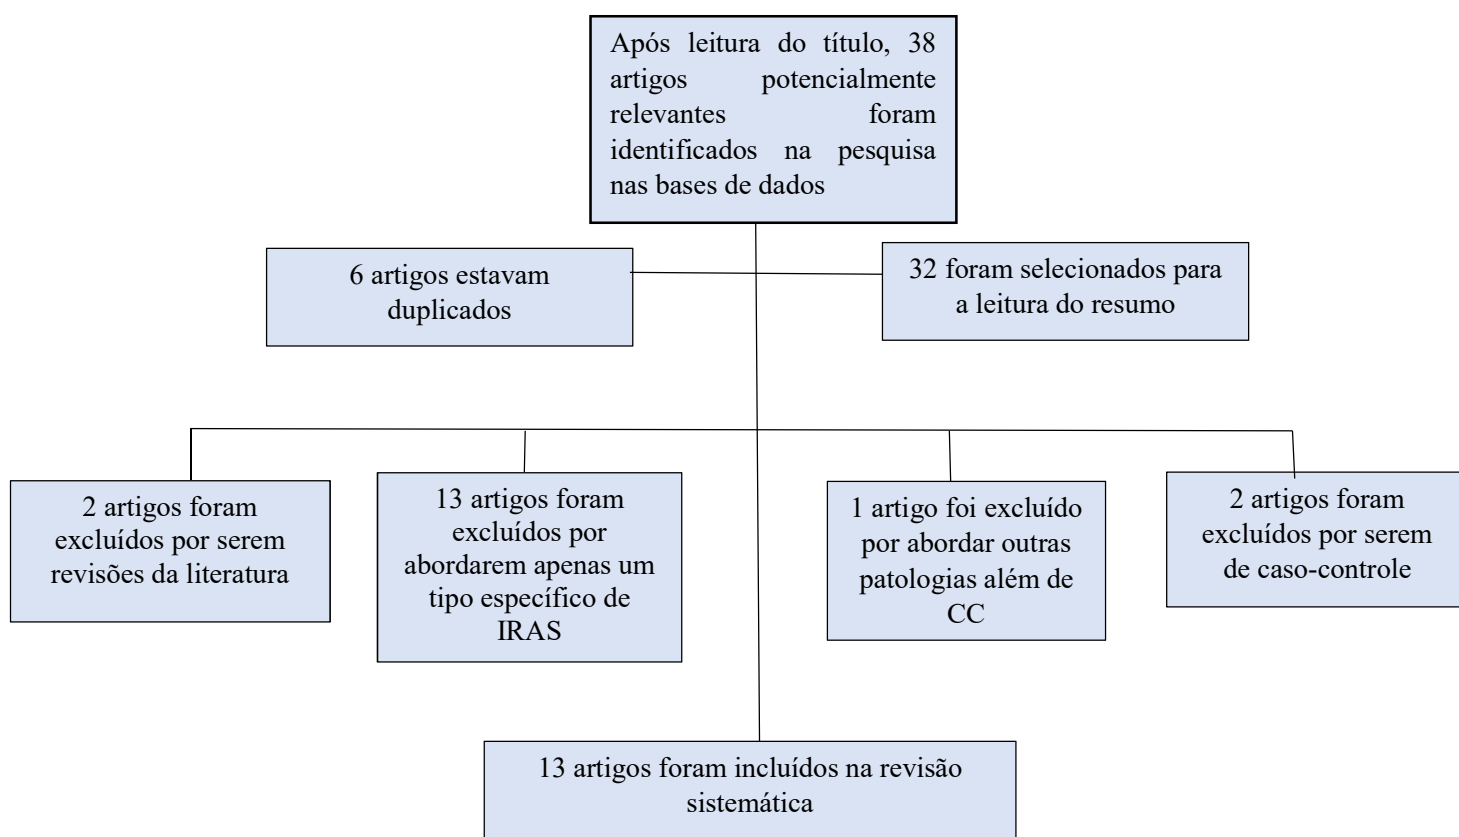 Após leitura do título, 38
artigos potencialmente
relevantes foram
identificados na pesquisa
nas bases de dados
6 artigos estavam
duplicados
32 foram selecionados para
a leitura do resumo
2 artigos foram
excluídos por serem
revisões da literatura
13 artigos foram
excluídos por
abordarem apenas um
tipo específico de
IRAS
1 artigo foi excluído
por abordar outras
patologias além de
CC
2 artigos foram
excluídos por serem
de caso-controle
13 artigos foram incluídos na revisão
sistemática